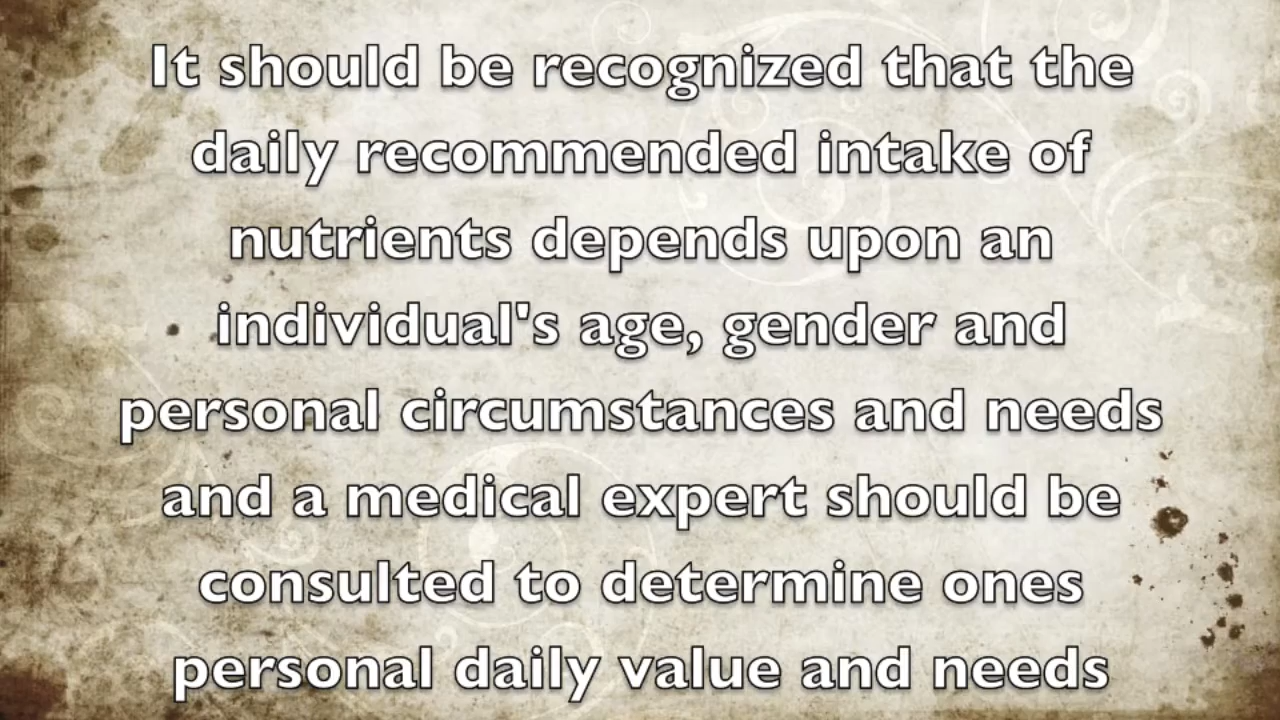 It should be recognized that the
daily recommended intake of
nutrients depends upon an
individual's age, gender and
personal circumstances and needs
and a medical expert should be
consulted to determine ones
personal daily value and needs